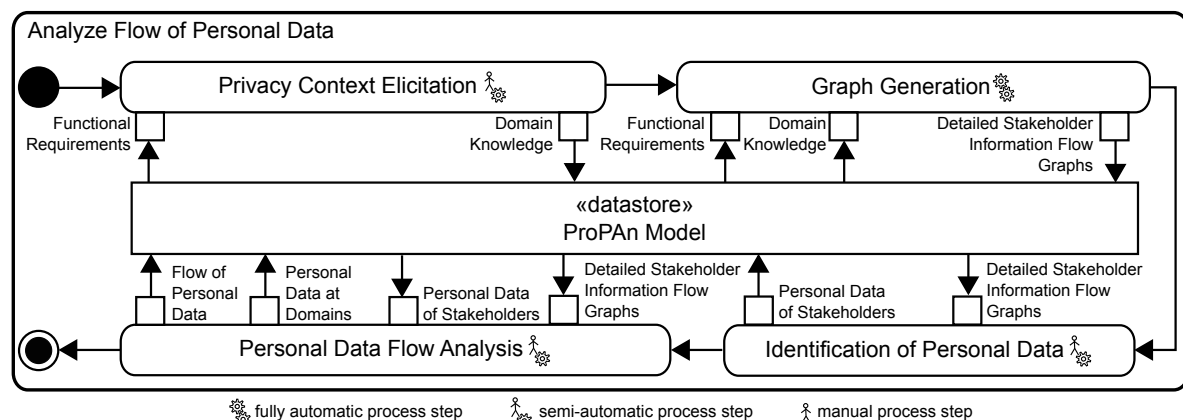 Analyze Flow of Personal Data
Privacy Context Elicitation
Graph Generation
Functional
Requirements
Domain
Knowledge
Functional
Requirements
Domain
Knowledge
Detailed Stakeholder
Information Flow
Graphs
«datastore»
ProPAn Model
Flow of
Personal
Data
Personal
Data at
Domains
Personal Data
of Stakeholders
Detailed Stakeholder
Information Flow
Graphs
Personal Data
of Stakeholders
Detailed Stakeholder
Information Flow
Graphs
Personal Data Flow Analysis
Identification of Personal Data
fully automatic process step
semi-automatic process step
manual process step